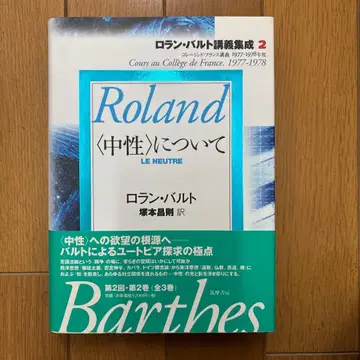 ロラン・バルト講義集成 2
コレージュ・ド・フランス講義 1977-1978年度
Cours au Collège de France. 1977-1978
Roland
〈中性〉について
LE NEUTRE
ロラン・バルト
塚本昌則 訳
〈中性〉への欲望の根源へ——
バルトによるユートピア探求の極点
第2回・第2巻(全3巻)
筑摩書房
Barthes